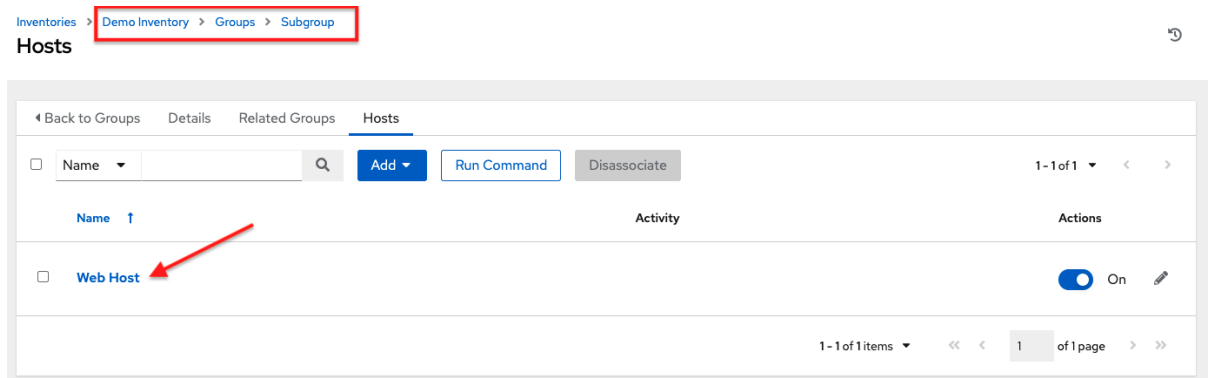 Inventories > Demo Inventory > Groups > Subgroup
Hosts
Back to Groups Details Related Groups Hosts
Name Add Run Command Disassociate 1 - 1 of 1
Name Activity Actions
Web Host On
1 - 1 of 1 items 1 of 1 page